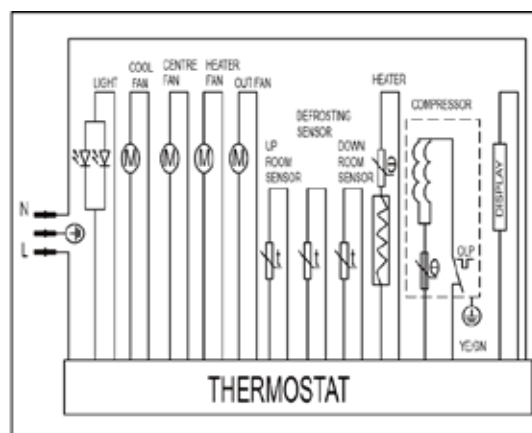 LIGHT
COOL
FAN
CENTRE
FAN
HEATER
FAN
OUT FAN
HEATER
COMPRESSOR
DEFROSTING
SENSOR
UP
ROOM
SENSOR
DOWN
ROOM
SENSOR
M
M
M
M
DISPLAY
N
L
t
t
t
θ
OLP
YE/GN
THERMOSTAT